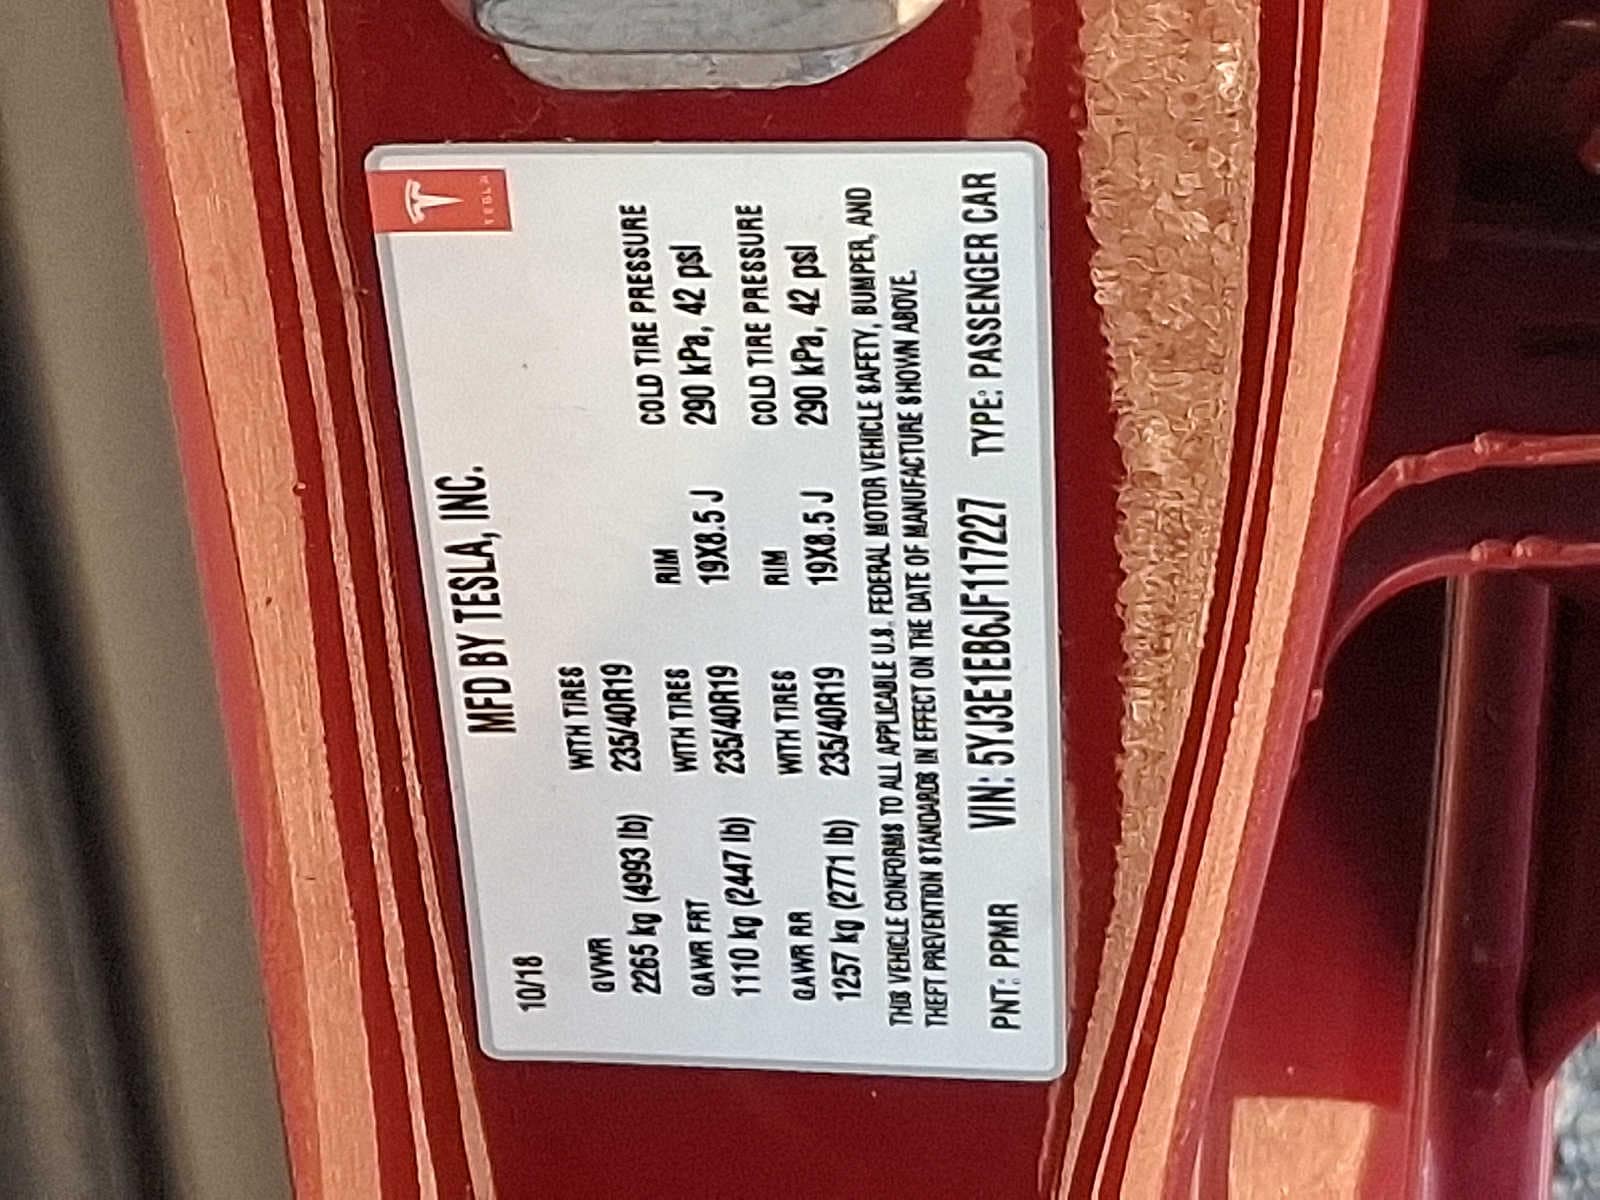 TESLA
MFD BY TESLA, INC.
10/18
GVWR WITH TIRES
2265 kg (4993 lb) 235/40R19
GAWR FRT WITH TIRES RIM COLD TIRE PRESSURE
1110 kg (2447 lb) 235/40R19 19X8.5 J 290 kPa, 42 psi
GAWR RR WITH TIRES RIM COLD TIRE PRESSURE
1257 kg (2771 lb) 235/40R19 19X8.5 J 290 kPa, 42 psi
THIS VEHICLE CONFORMS TO ALL APPLICABLE U.S. FEDERAL MOTOR VEHICLE SAFETY, BUMPER, AND
THEFT PREVENTION STANDARDS IN EFFECT ON THE DATE OF MANUFACTURE SHOWN ABOVE.
PNT: PPMR VIN: 5YJ3E1EB6JF117227 TYPE: PASSENGER CAR